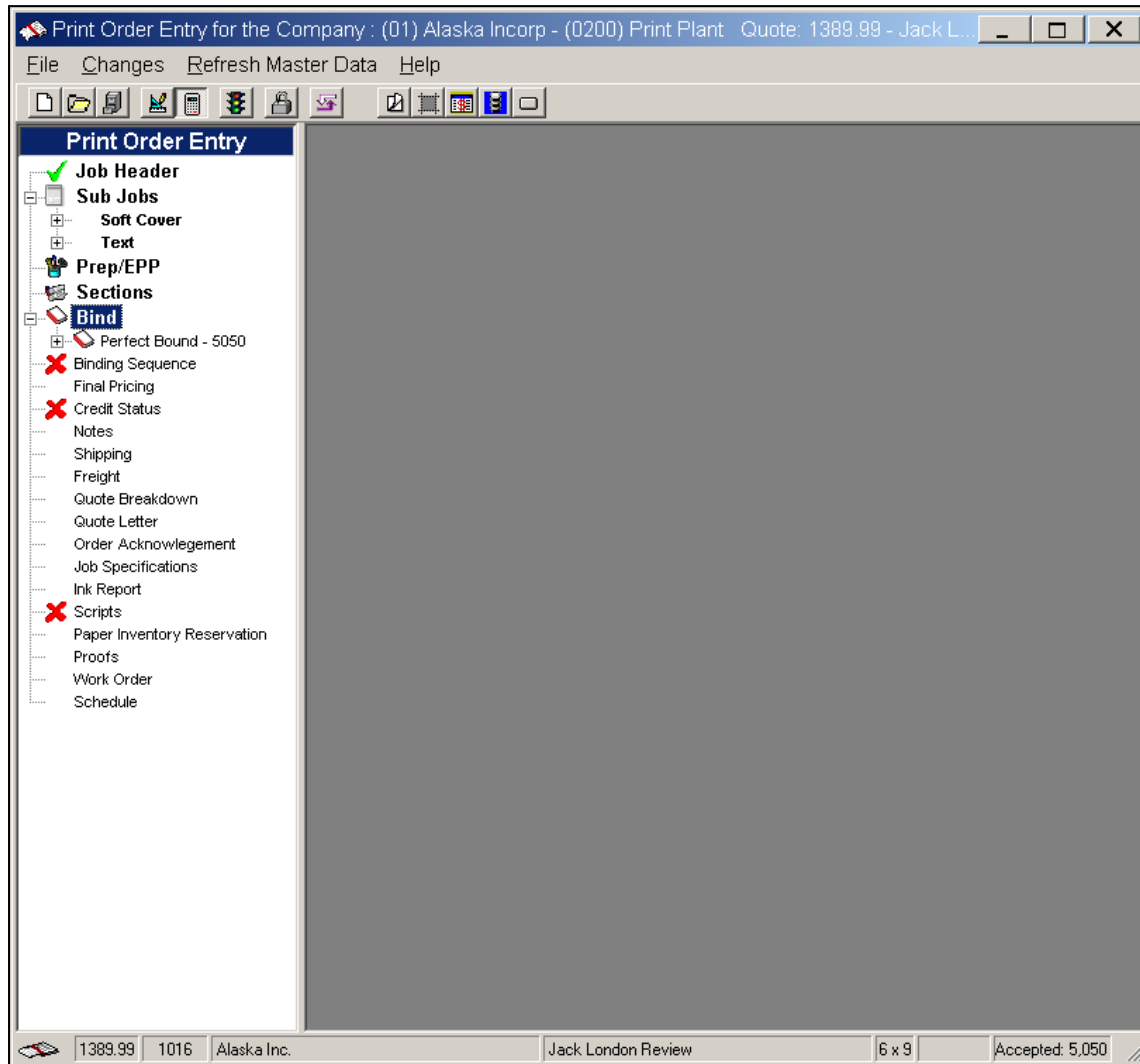 Print Order Entry for the Company : (01) Alaska Incorp - (0200) Print Plant   Quote: 1389.99 - Jack L...
File Changes Refresh Master Data Help
Print Order Entry
Job Header
Sub Jobs
Soft Cover
Text
Prep/EPP
Sections
Bind
Perfect Bound - 5050
Binding Sequence
Final Pricing
Credit Status
Notes
Shipping
Freight
Quote Breakdown
Quote Letter
Order Acknowlegement
Job Specifications
Ink Report
Scripts
Paper Inventory Reservation
Proofs
Work Order
Schedule
1389.99 1016 Alaska Inc. Jack London Review 6 x 9 Accepted: 5,050